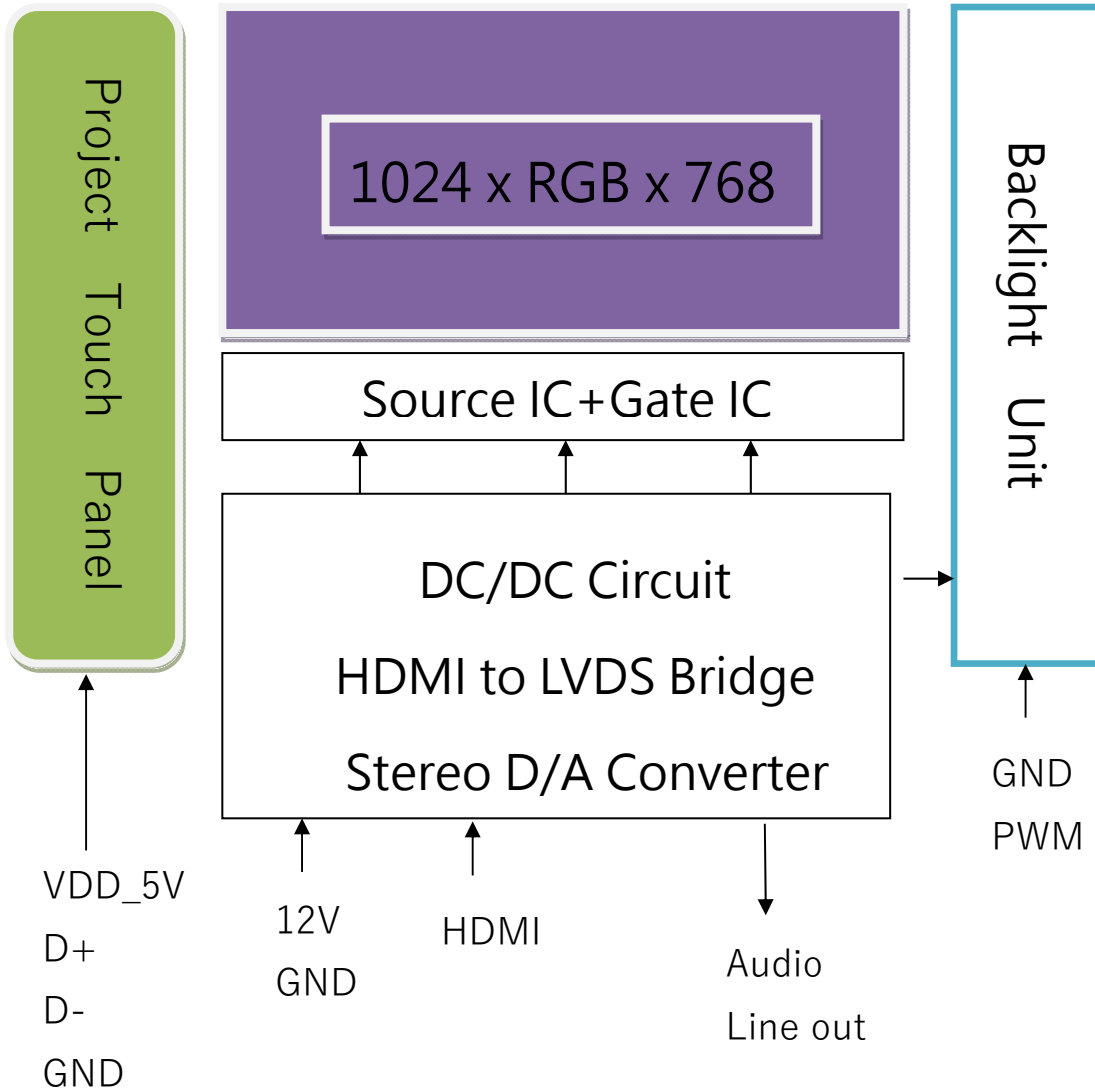 Project Touch Panel
1024 x RGB x 768
Backlight Unit
Source IC+Gate IC
DC/DC Circuit
HDMI to LVDS Bridge
Stereo D/A Converter
VDD_5V
D+
D-
GND
12V
GND
HDMI
Audio
Line out
GND
PWM